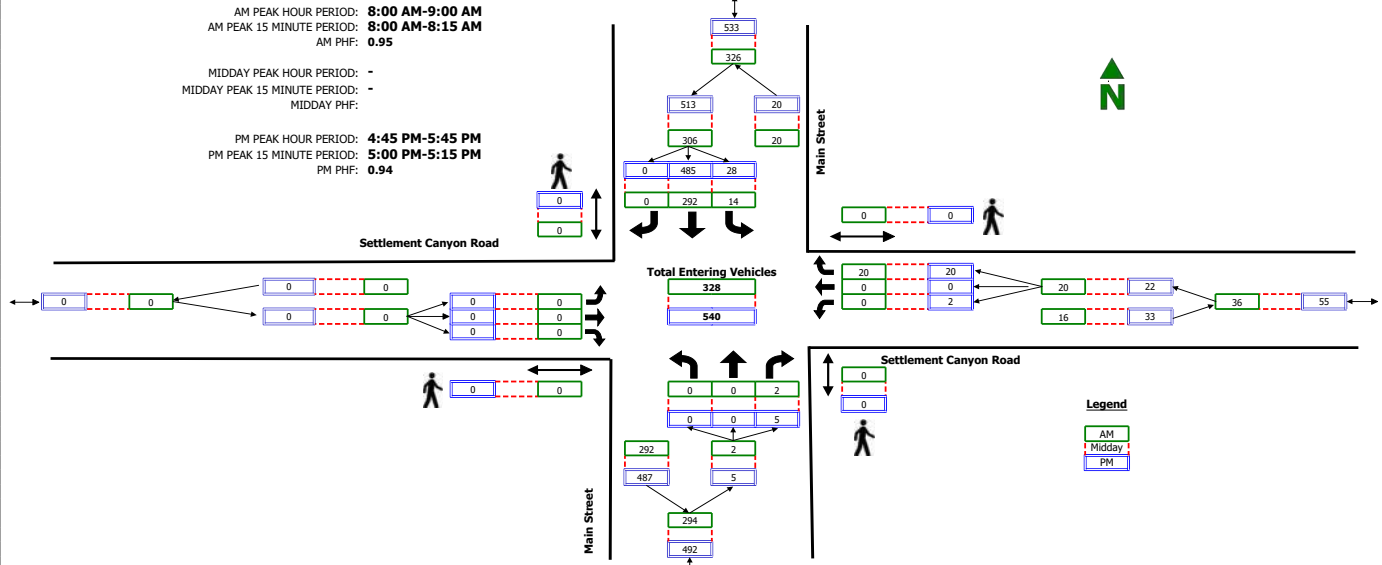 AM PEAK HOUR PERIOD: 8:00 AM-9:00 AM
AM PEAK 15 MINUTE PERIOD: 8:00 AM-8:15 AM
AM PHF: 0.95
MIDDAY PEAK HOUR PERIOD: -
MIDDAY PEAK 15 MINUTE PERIOD: -
MIDDAY PHF:
PM PEAK HOUR PERIOD: 4:45 PM-5:45 PM
PM PEAK 15 MINUTE PERIOD: 5:00 PM-5:15 PM
PM PHF: 0.94
533
326
513 20
306 20
0 485 28
0 292 14
Main Street
N
0
0
0 0
Settlement Canyon Road
Total Entering Vehicles
328
540
0 0
0 0
0 0
0 0
0 0
0 0
20 20
0 0
0 2
20 22
16 33
36 55
Settlement Canyon Road
0 0
0
0
0 0 2
0 0 5
292 2
487 5
294
492
Main Street
Legend
AM
Midday
PM